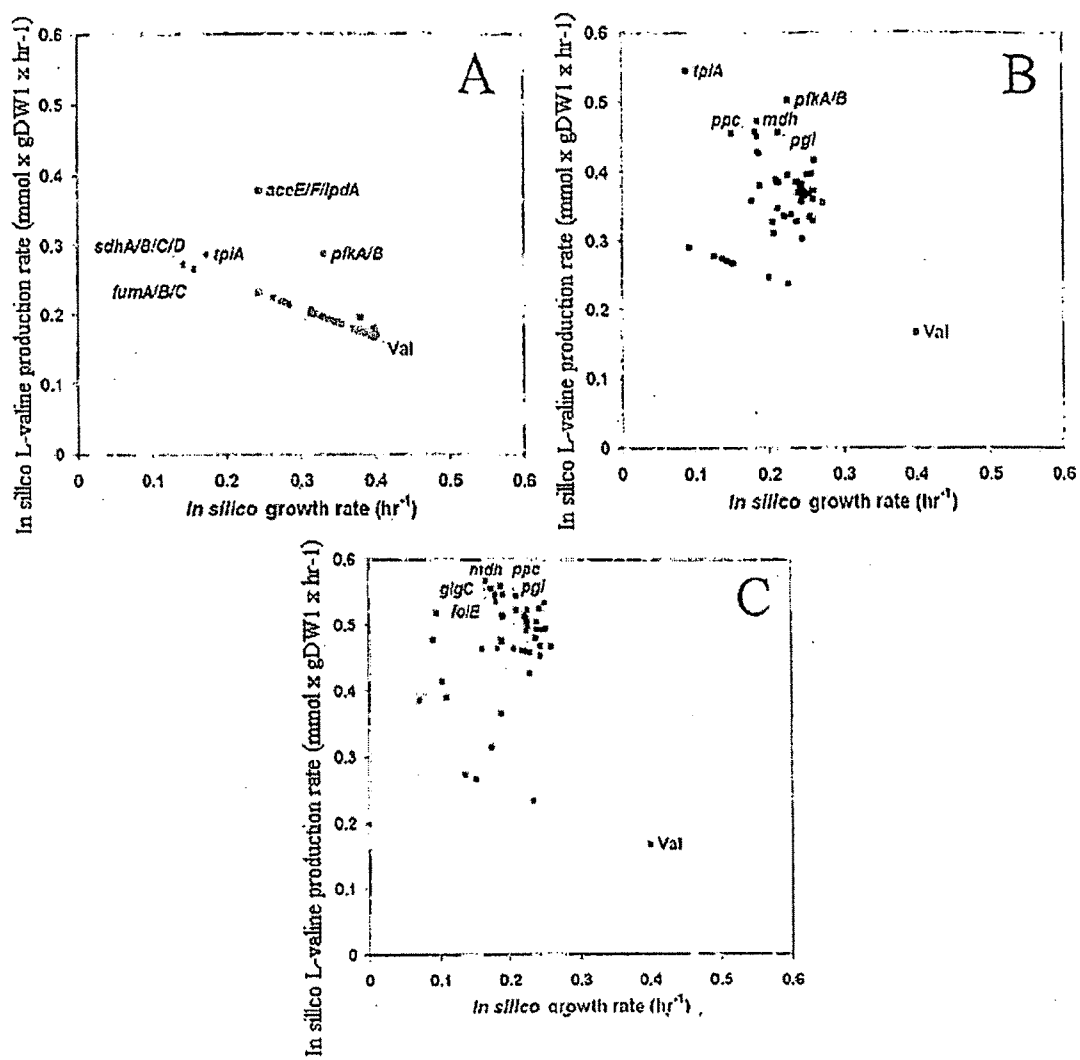 In silico L-valine production rate (mmol x gDW1 x hr-1)
0.6
0.5
0.4
0.3
0.2
0.1
0
A
aceE/F/lpdA
sdhA/B/C/D
tpiA
pfkA/B
fumA/B/C
Val
0 0.1 0.2 0.3 0.4 0.5 0.6
In silico growth rate (hr-1)
In silico L-valine production rate (mmol x gDW1 x hr-1)
0.6
0.5
0.4
0.3
0.2
0.1
0
B
tpiA
pfkA/B
ppc mdh
pgl
Val
0 0.1 0.2 0.3 0.4 0.5 0.6
In silico growth rate (hr-1)
In silico L-valine production rate (mmol x gDW1 x hr-1)
0.6
0.5
0.4
0.3
0.2
0.1
0
C
mdh ppc
glgC pgl
folE
Val
0 0.1 0.2 0.3 0.4 0.5 0.6
In silico growth rate (hr-1)